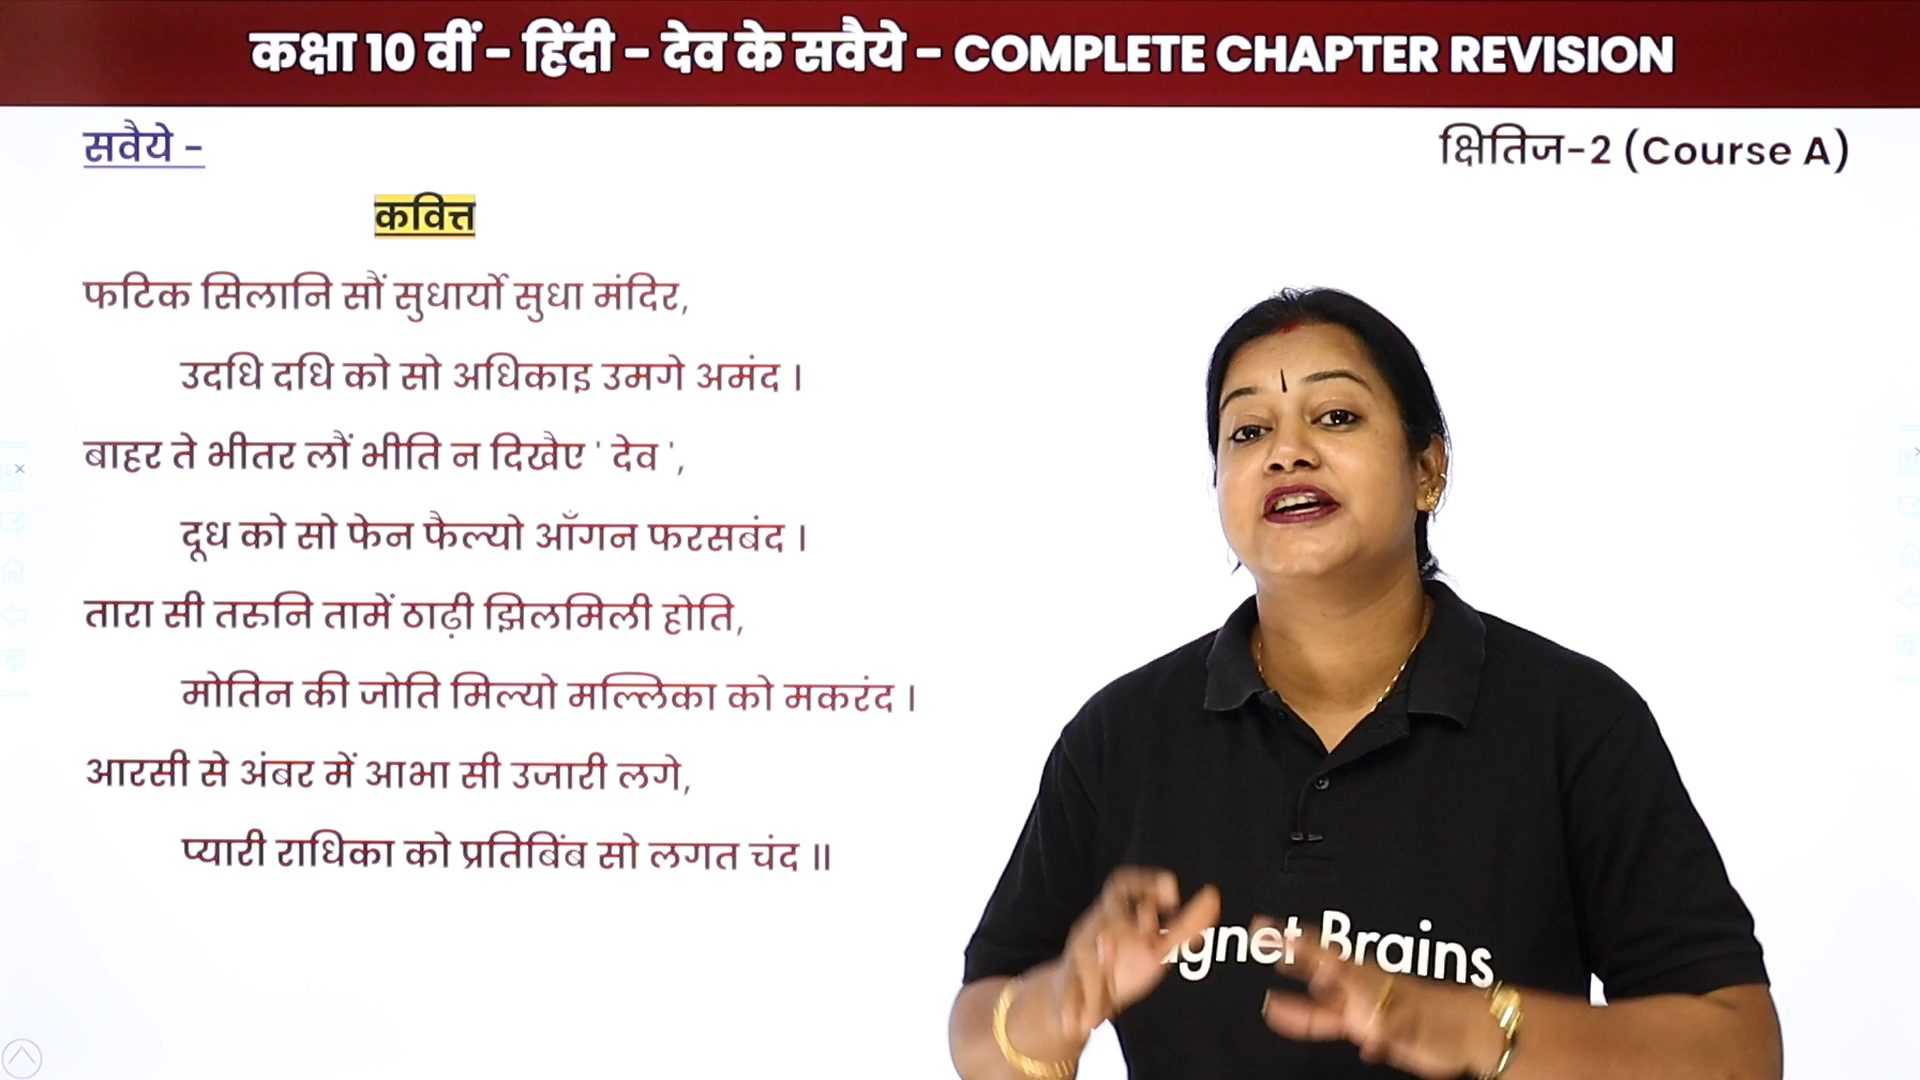 कक्षा 10 वीं - हिंदी - देव के सवैये - COMPLETE CHAPTER REVISION
सवैये -
क्षितिज-2 (Course A)
कवित्त
फटिक सिलानि सौं सुधार्यौ सुधा मंदिर,
उदधि दधि को सो अधिकाइ उमगे अमंद ।
बाहर ते भीतर लौं भीति न दिखैए ' देव ',
दूध को सो फेन फैल्यो आँगन फरसबंद ।
तारा सी तरुनि तामें ठाढ़ी झिलमिली होति,
मोतिन की जोति मिल्यो मल्लिका को मकरंद ।
आरसी से अंबर में आभा सी उजारी लगे,
प्यारी राधिका को प्रतिबिंब सो लगत चंद ॥
agnet Brains